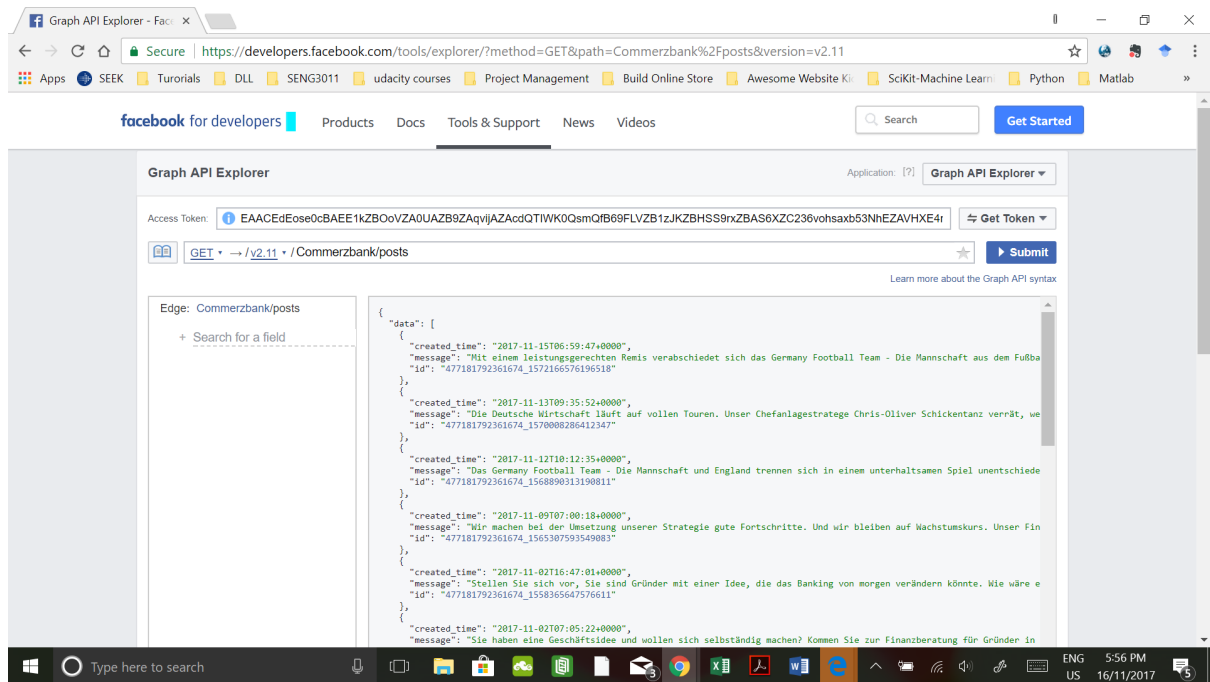 Graph API Explorer - Fac
Secure | https://developers.facebook.com/tools/explorer/?method=GET&path=Commerzbank%2Fposts&version=v2.11
Apps SEEK Turorials DLL SENG3011 udacity courses Project Management Build Online Store Awesome Website Ki SciKit-Machine Learn Python Matlab »
facebook for developers Products Docs Tools & Support News Videos Search Get Started
Graph API Explorer Application: [?] Graph API Explorer
Access Token: Get Token
GET → /v2.11 /Commerzbank/posts Submit
Learn more about the Graph API syntax
Edge: Commerzbank/posts
+ Search for a field
{
"data": [
{
"created_time": "2017-11-15T06:59:47+0000",
"message": "Mit einem leistungsgerechten Remis verabschiedet sich das Germany Football Team - Die Mannschaft aus dem Fußba
"id": "477181792361674_1572166576196518"
},
{
"created_time": "2017-11-13T09:35:52+0000",
"message": "Die Deutsche Wirtschaft läuft auf vollen Touren. Unser Chefanlagestratege Chris-Oliver Schickentanz verrät, we
"id": "477181792361674_1570008286412347"
},
{
"created_time": "2017-11-12T10:12:35+0000",
"message": "Das Germany Football Team - Die Mannschaft und England trennen sich in einem unterhaltsamen Spiel unentschiede
"id": "477181792361674_1568890313190811"
},
{
"created_time": "2017-11-09T07:00:18+0000",
"message": "Wir machen bei der Umsetzung unserer Strategie gute Fortschritte. Und wir bleiben auf Wachstumskurs. Unser Fin
"id": "477181792361674_1565307593549083"
},
{
"created_time": "2017-11-02T16:47:01+0000",
"message": "Stellen Sie sich vor, Sie sind Gründer mit einer Idee, die das Banking von morgen verändern könnte. Wie wäre e
"id": "477181792361674_1558365647576611"
},
{
"created_time": "2017-11-02T07:05:22+0000",
"message": "Sie haben eine Geschäftsidee und wollen sich selbständig machen? Kommen Sie zur Finanzberatung für Gründer in
Type here to search 3 ENG 5:56 PM
US 16/11/2017 5